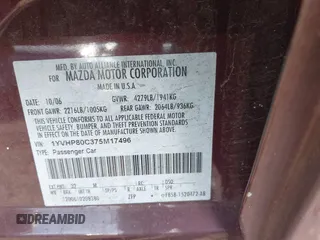 MFD BY: AUTO ALLIANCE INTERNATIONAL, INC.
FOR MAZDA MOTOR CORPORATION
MADE IN U.S.A
10/06 GVWR: 4279LB/1941KG
FRONT GAWR: 2216LB/1005KG REAR GAWR: 2064LB/936KG
THIS VEHICLE CONFORMS TO ALL APPLICABLE FEDERAL
MOTOR VEHICLE SAFETY, BUMPER, AND THEFT PREVENTION
STANDARDS IN EFFECT ON THE DATE OF MANUFACTURE
SHOWN ABOVE.
VIN: 1YVHP80C375M17496
TYPE: Passenger Car
DREAMBID